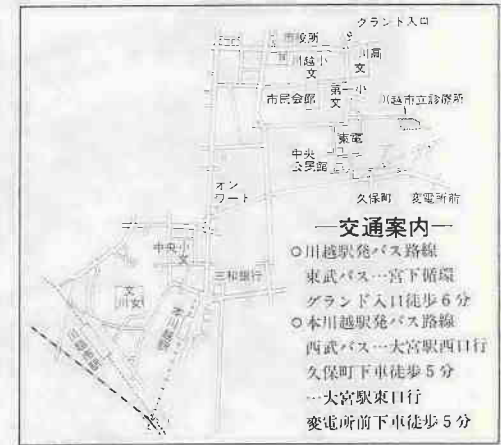 グランド入口
市役所
川越小
文
川高
文
市民会館
第一小
文
川越市立診療所
東電
中央
公民館
オン
ワート
久保町 変電所前
中央小
文
三和銀行
文
川女
本川越駅
川越市駅
―交通案内―
○川越駅発バス路線
東武バス…宮下循環
グランド入口徒歩6分
○本川越駅発バス路線
西武バス…大宮駅西口行
久保町下車徒歩5分
…大宮駅東口行
変電所前下車徒歩5分